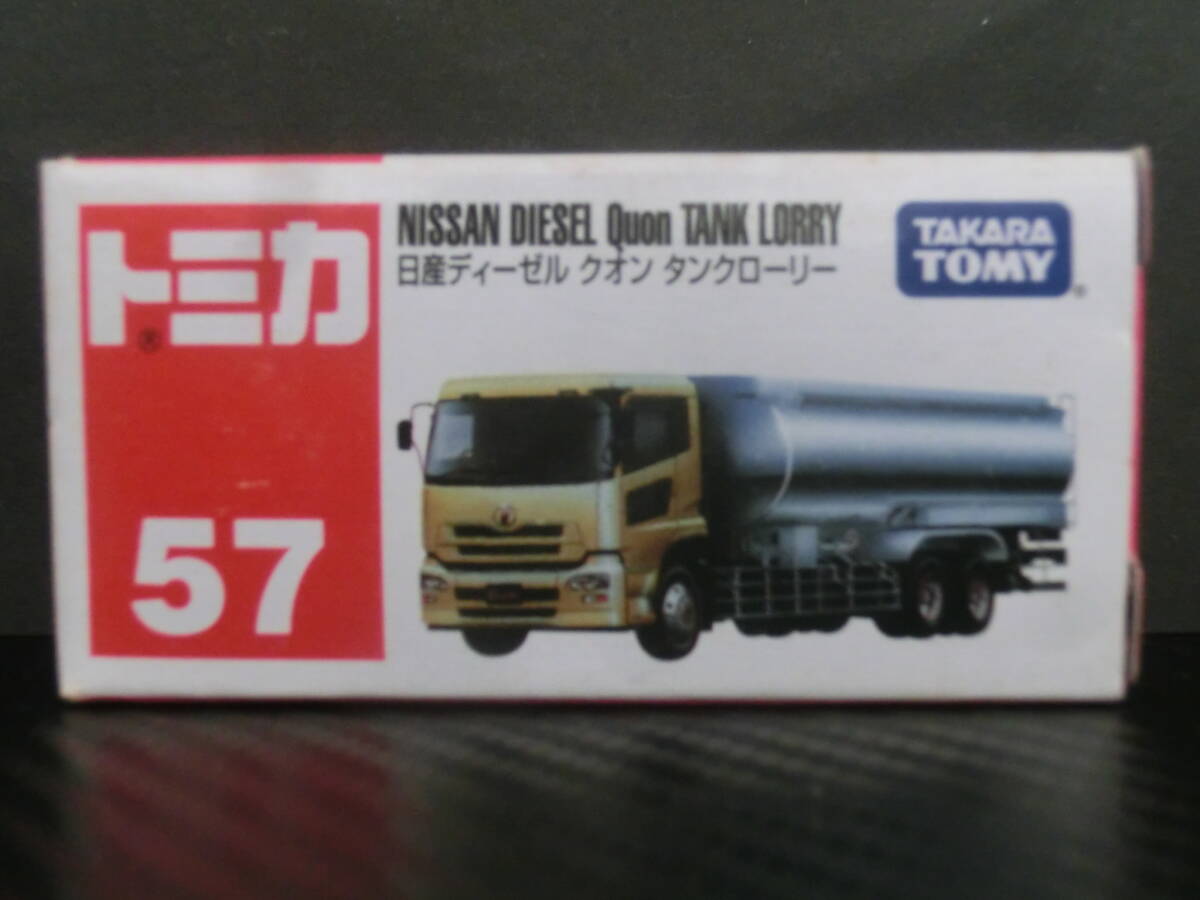 トミカ
®
57
NISSAN DIESEL Quon TANK LORRY
日産ディーゼル クオン タンクローリー
TAKARA
TOMY
®